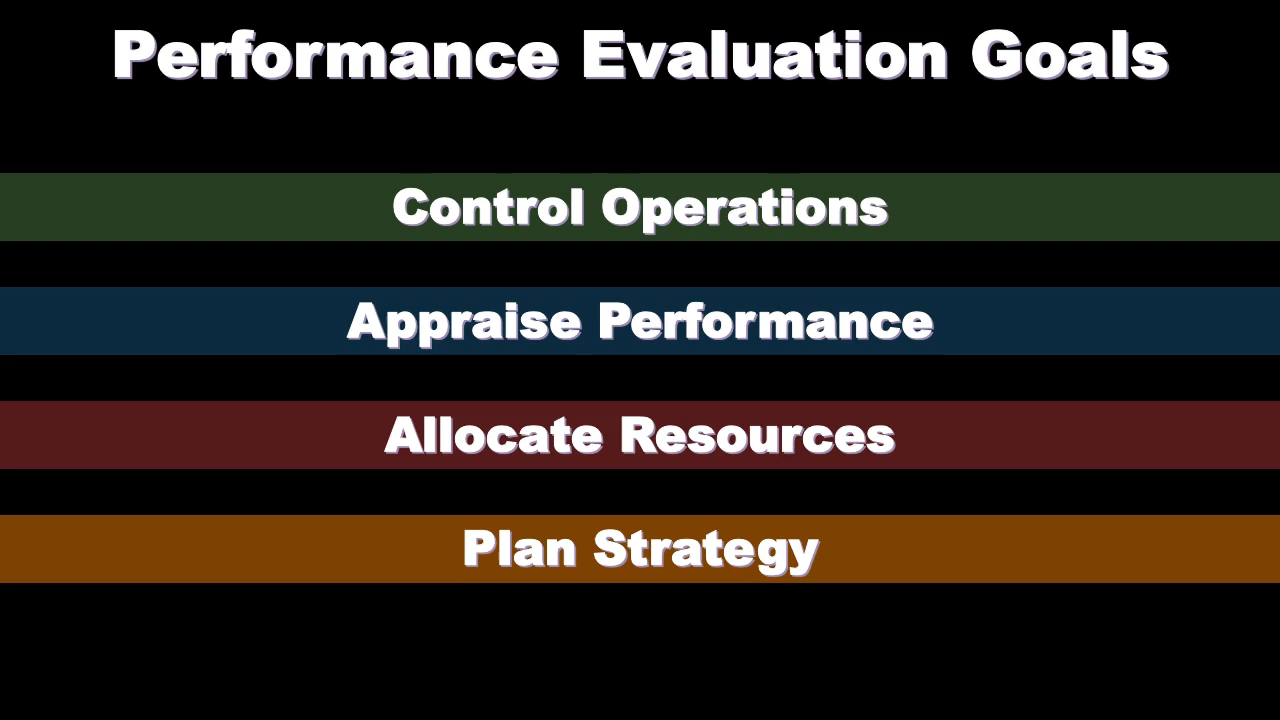 Performance Evaluation Goals
Control Operations
Appraise Performance
Allocate Resources
Plan Strategy